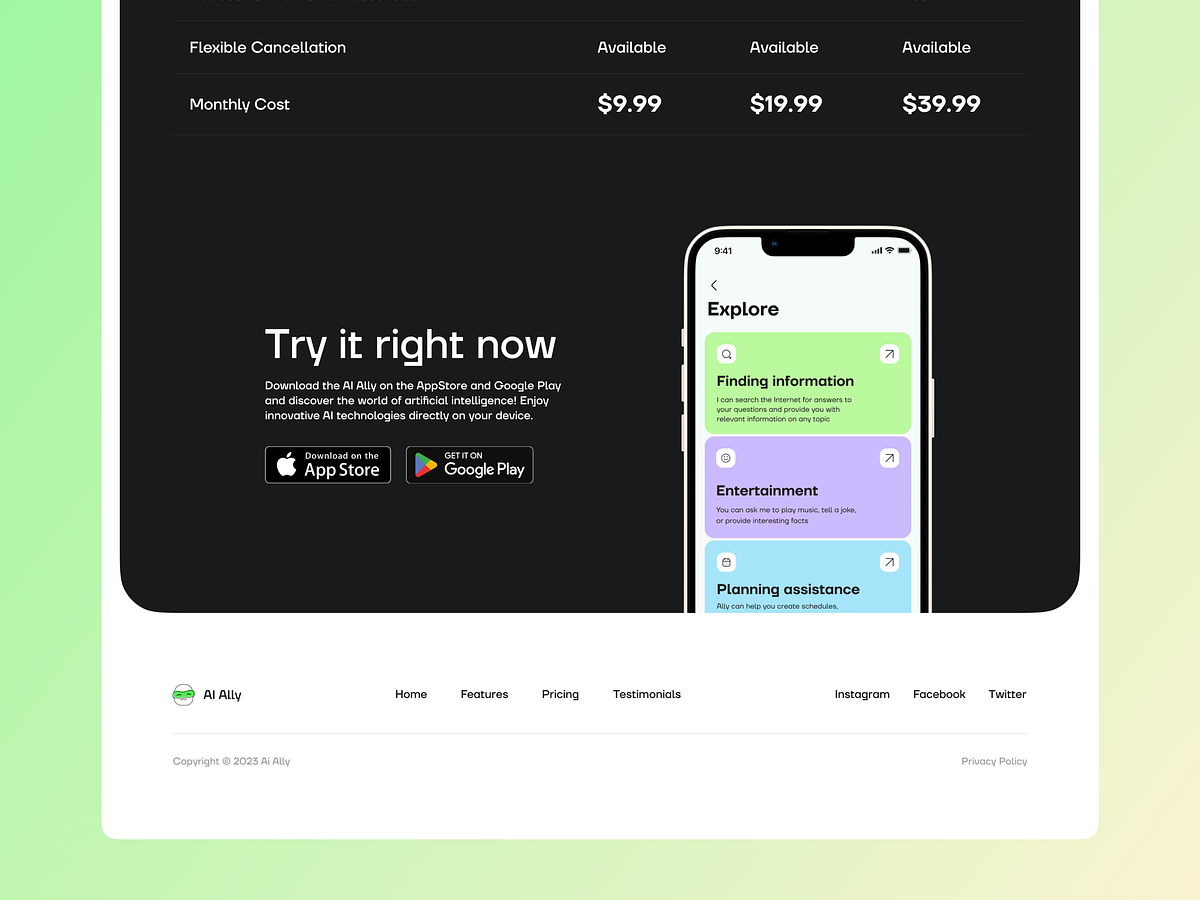 Flexible Cancellation Available Available Available
Monthly Cost $9.99 $19.99 $39.99
9:41
Explore
Finding information
I can search the Internet for answers to
your questions and provide you with
relevant information on any topic
Entertainment
You can ask me to play music, tell a joke,
or provide interesting facts
Planning assistance
Ally can help you create schedules,
Try it right now
Download the AI Ally on the AppStore and Google Play
and discover the world of artificial intelligence! Enjoy
innovative AI technologies directly on your device.
Download on the
App Store
GET IT ON
Google Play
AI Ally Home Features Pricing Testimonials Instagram Facebook Twitter
Copyright © 2023 Ai Ally Privacy Policy